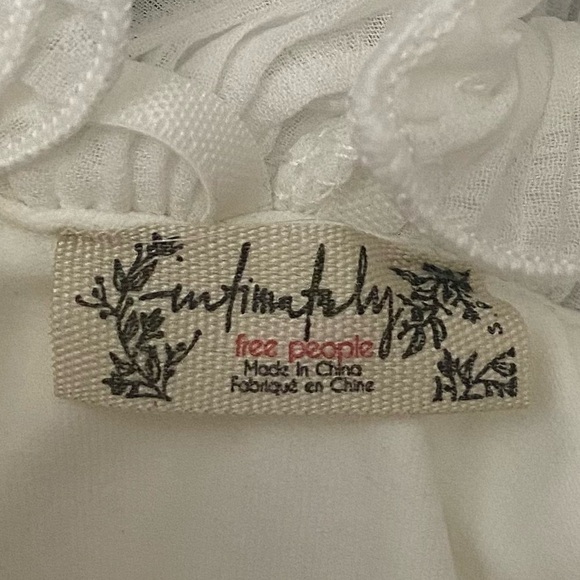 intimately
free people
Made In China
Fabriqué en Chine
S